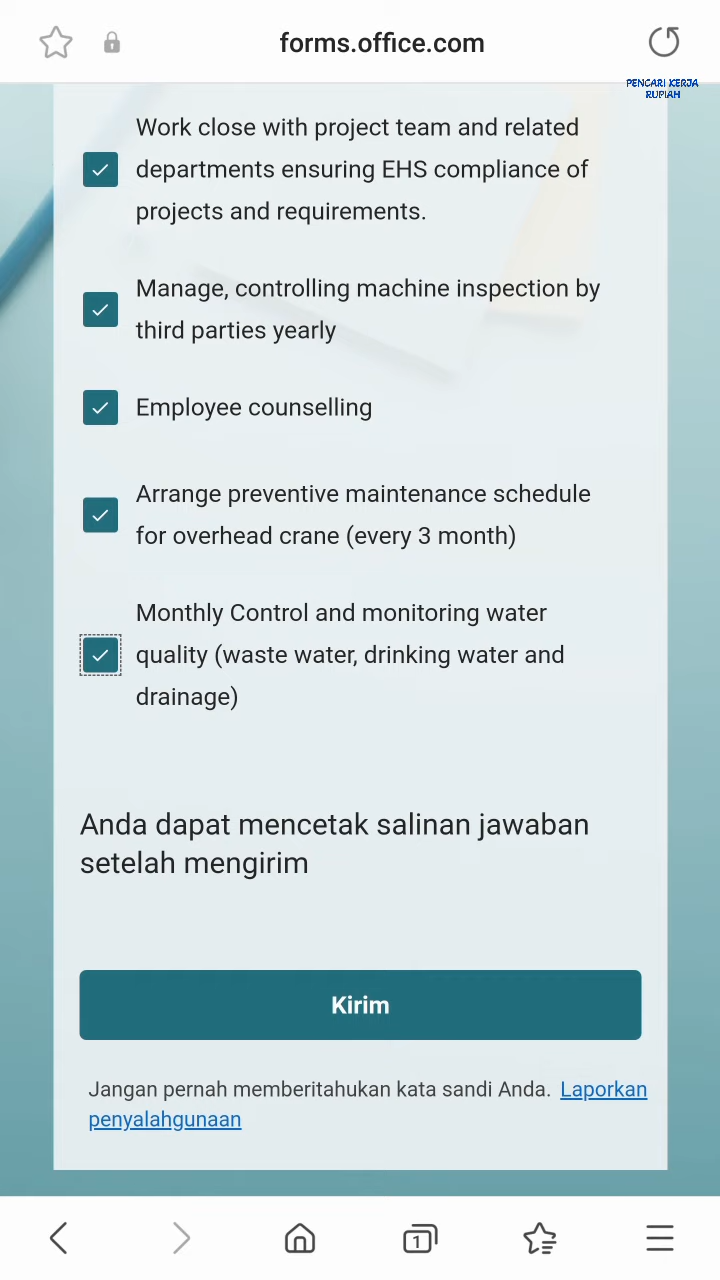 forms.office.com
PENCARI KERJA
RUPIAH
Work close with project team and related
departments ensuring EHS compliance of
projects and requirements.
Manage, controlling machine inspection by
third parties yearly
Employee counselling
Arrange preventive maintenance schedule
for overhead crane (every 3 month)
Monthly Control and monitoring water
quality (waste water, drinking water and
drainage)
Anda dapat mencetak salinan jawaban
setelah mengirim
Kirim
Jangan pernah memberitahukan kata sandi Anda. Laporkan
penyalahgunaan
1